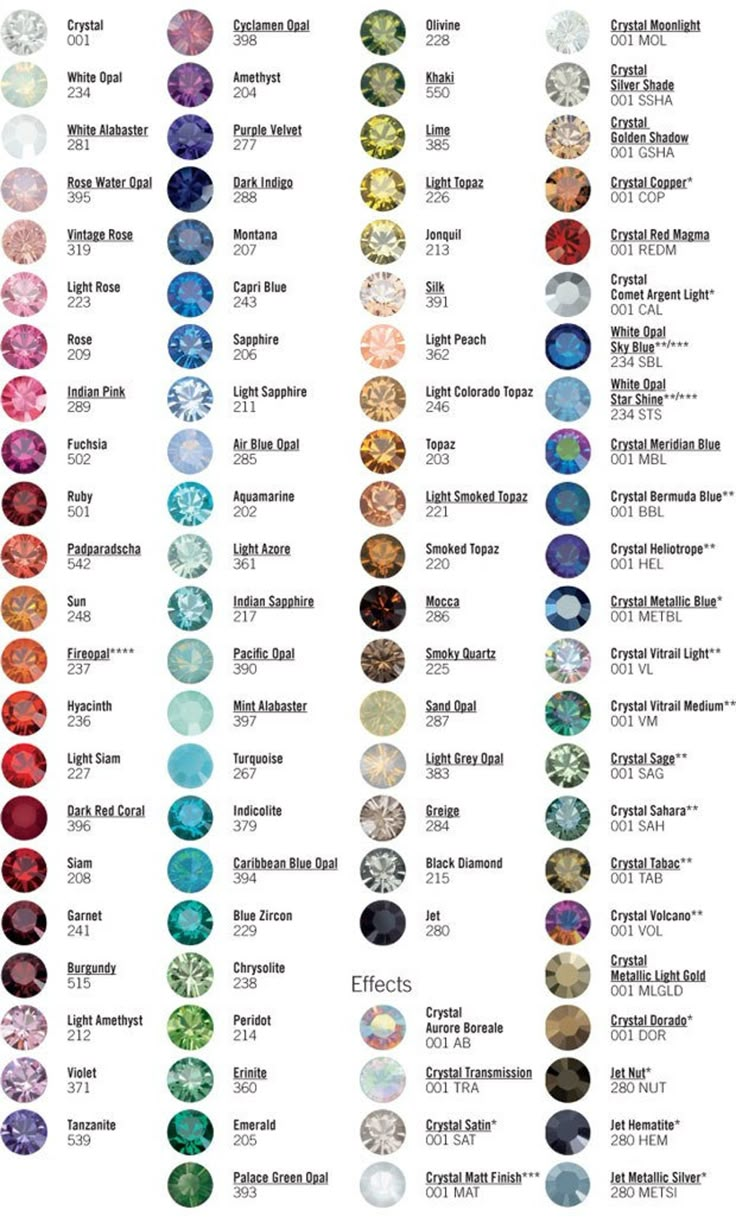 Crystal
001
White Opal
234
White Alabaster
281
Rose Water Opal
395
Vintage Rose
319
Light Rose
223
Rose
209
Indian Pink
289
Fuchsia
502
Ruby
501
Padparadscha
542
Sun
248
Fireopal****
237
Hyacinth
236
Light Siam
227
Dark Red Coral
396
Siam
208
Garnet
241
Burgundy
515
Light Amethyst
212
Violet
371
Tanzanite
539
Cyclamen Opal
398
Amethyst
204
Purple Velvet
277
Dark Indigo
288
Montana
207
Capri Blue
243
Sapphire
206
Light Sapphire
211
Air Blue Opal
285
Aquamarine
202
Light Azore
361
Indian Sapphire
217
Pacific Opal
390
Mint Alabaster
397
Turquoise
267
Indicolite
379
Caribbean Blue Opal
394
Blue Zircon
229
Chrysolite
238
Peridot
214
Erinite
360
Emerald
205
Palace Green Opal
393
Olivine
228
Khaki
550
Lime
385
Light Topaz
226
Jonquil
213
Silk
391
Light Peach
362
Light Colorado Topaz
246
Topaz
203
Light Smoked Topaz
221
Smoked Topaz
220
Mocca
286
Smoky Quartz
225
Sand Opal
287
Light Grey Opal
383
Greige
284
Black Diamond
215
Jet
280
Effects
Crystal
Aurore Boreale
001 AB
Crystal Transmission
001 TRA
Crystal Satin*
001 SAT
Crystal Matt Finish***
001 MAT
Crystal Moonlight
001 MOL
Crystal
Silver Shade
001 SSHA
Crystal
Golden Shadow
001 GSHA
Crystal Copper*
001 COP
Crystal Red Magma
001 REDM
Crystal
Comet Argent Light*
001 CAL
White Opal
Sky Blue**/***
234 SBL
White Opal
Star Shine**/***
234 STS
Crystal Meridian Blue
001 MBL
Crystal Bermuda Blue**
001 BBL
Crystal Heliotrope**
001 HEL
Crystal Metallic Blue*
001 METBL
Crystal Vitrail Light**
001 VL
Crystal Vitrail Medium**
001 VM
Crystal Sage**
001 SAG
Crystal Sahara**
001 SAH
Crystal Tabac**
001 TAB
Crystal Volcano**
001 VOL
Crystal
Metallic Light Gold
001 MLGLD
Crystal Dorado*
001 DOR
Jet Nut*
280 NUT
Jet Hematite*
280 HEM
Jet Metallic Silver*
280 METSI